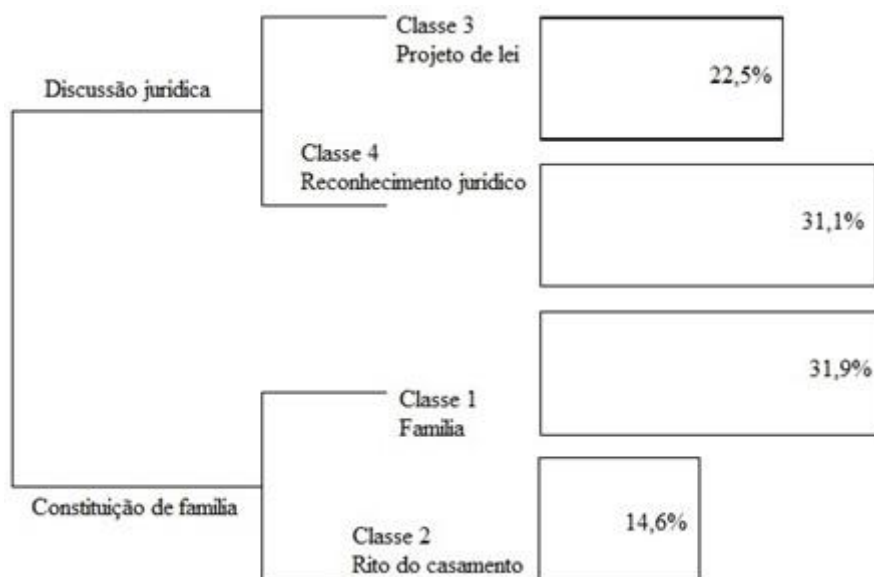 Classe 3
Projeto de lei
22,5%
Discussão jurídica
Classe 4
Reconhecimento jurídico
31,1%
31,9%
Classe 1
Família
Constituição de família
14,6%
Classe 2
Rito do casamento